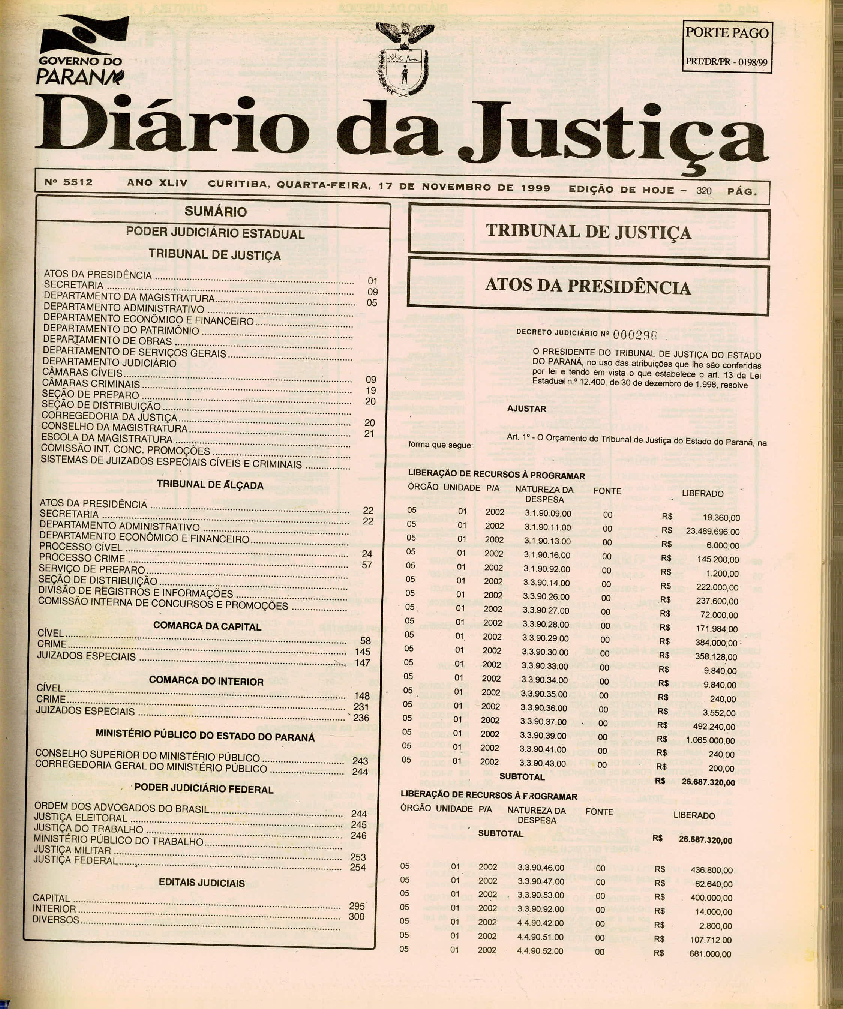 GOVERNO DO
PARANÁ
PORTE PAGO
PRT/DR/PR - 0198/99
Diário da Justiça
Nº 5512 ANO XLIV CURITIBA, QUARTA-FEIRA, 17 DE NOVEMBRO DE 1999 EDIÇÃO DE HOJE - 320 PÁG.
SUMÁRIO
PODER JUDICIÁRIO ESTADUAL
TRIBUNAL DE JUSTIÇA
ATOS DA PRESIDÊNCIA 01
SECRETARIA 09
DEPARTAMENTO DA MAGISTRATURA 05
DEPARTAMENTO ADMINISTRATIVO
DEPARTAMENTO ECONÔMICO E FINANCEIRO
DEPARTAMENTO DO PATRIMÔNIO
DEPARTAMENTO DE OBRAS
DEPARTAMENTO DE SERVIÇOS GERAIS
DEPARTAMENTO JUDICIÁRIO
CÂMARAS CÍVEIS 09
CÂMARAS CRIMINAIS 19
SEÇÃO DE PREPARO 20
SEÇÃO DE DISTRIBUIÇÃO
CORREGEDORIA DA JUSTIÇA 20
CONSELHO DA MAGISTRATURA 21
ESCOLA DA MAGISTRATURA
COMISSÃO INT. CONC. PROMOÇÕES
SISTEMAS DE JUIZADOS ESPECIAIS CÍVEIS E CRIMINAIS
TRIBUNAL DE ALÇADA
ATOS DA PRESIDÊNCIA 22
SECRETARIA 22
DEPARTAMENTO ADMINISTRATIVO
DEPARTAMENTO ECONÔMICO E FINANCEIRO
PROCESSO CÍVEL 24
PROCESSO CRIME 57
SERVIÇO DE PREPARO
SEÇÃO DE DISTRIBUIÇÃO
DIVISÃO DE REGISTROS E INFORMAÇÕES
COMISSÃO INTERNA DE CONCURSOS E PROMOÇÕES
COMARCA DA CAPITAL
CÍVEL 58
CRIME 145
JUIZADOS ESPECIAIS 147
COMARCA DO INTERIOR
CÍVEL 148
CRIME 231
JUIZADOS ESPECIAIS 236
MINISTÉRIO PÚBLICO DO ESTADO DO PARANÁ
CONSELHO SUPERIOR DO MINISTÉRIO PÚBLICO 243
CORREGEDORIA GERAL DO MINISTÉRIO PÚBLICO 244
PODER JUDICIÁRIO FEDERAL
ORDEM DOS ADVOGADOS DO BRASIL 244
JUSTIÇA ELEITORAL 245
JUSTIÇA DO TRABALHO 246
MINISTÉRIO PÚBLICO DO TRABALHO
JUSTIÇA MILITAR 253
JUSTIÇA FEDERAL 254
EDITAIS JUDICIAIS
CAPITAL 295
INTERIOR 300
DIVERSOS
TRIBUNAL DE JUSTIÇA
ATOS DA PRESIDÊNCIA
DECRETO JUDICIÁRIO Nº 000296
O PRESIDENTE DO TRIBUNAL DE JUSTIÇA DO ESTADO
DO PARANÁ, no uso das atribuições que lho são conferidas
por lei e tendo em vista o que estabelece o art. 13 da Lei
Estadual n.º 12.400, de 30 de dezembro de 1.998, resolve
AJUSTAR
Art. 1º - O Orçamento do Tribunal de Justiça do Estado do Paraná, na
forma que segue:
LIBERAÇÃO DE RECURSOS À PROGRAMAR
ÓRGÃO UNIDADE P/A NATUREZA DA DESPESA FONTE LIBERADO
05 01 2002 3.1.90.09.00 00 R$ 19.360,00
05 01 2002 3.1.90.11.00 00 R$ 23.489.696,00
05 01 2002 3.1.90.13.00 00 R$ 6.000,00
05 01 2002 3.1.90.16.00 00 R$ 145.200,00
05 01 2002 3.1.90.92.00 00 R$ 1.200,00
05 01 2002 3.3.90.14.00 00 R$ 222.000,00
05 01 2002 3.3.90.26.00 00 R$ 237.600,00
05 01 2002 3.3.90.27.00 00 R$ 72.000,00
05 01 2002 3.3.90.28.00 00 R$ 171.984,00
05 01 2002 3.3.90.29.00 00 R$ 384.000,00
05 01 2002 3.3.90.30.00 00 R$ 358.128,00
05 01 2002 3.3.90.33.00 00 R$ 9.840,00
05 01 2002 3.3.90.34.00 00 R$ 9.840,00
05 01 2002 3.3.90.35.00 00 R$ 240,00
05 01 2002 3.3.90.36.00 00 R$ 3.552,00
05 01 2002 3.3.90.37.00 00 R$ 492.240,00
05 01 2002 3.3.90.39.00 00 R$ 1.065.000,00
05 01 2002 3.3.90.41.00 00 R$ 240,00
05 01 2002 3.3.90.43.00 00 R$ 200,00
SUBTOTAL R$ 26.687.320,00
LIBERAÇÃO DE RECURSOS À PROGRAMAR
ÓRGÃO UNIDADE P/A NATUREZA DA DESPESA FONTE LIBERADO
SUBTOTAL R$ 26.687.320,00
05 01 2002 3.3.90.46.00 00 R$ 436.800,00
05 01 2002 3.3.90.47.00 00 R$ 62.640,00
05 01 2002 3.3.90.53.00 00 R$ 400.000,00
05 01 2002 3.3.90.92.00 00 R$ 14.000,00
05 01 2002 4.4.90.42.00 00 R$ 2.800,00
05 01 2002 4.4.90.51.00 00 R$ 107.712,00
05 01 2002 4.4.90.52.00 00 R$ 681.000,00